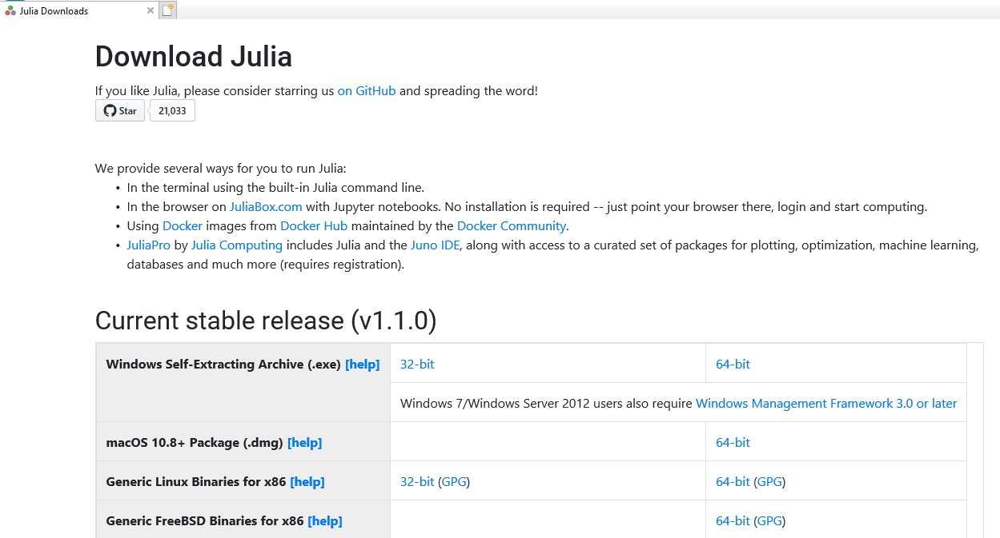 Julia Downloads
Download Julia
If you like Julia, please consider starring us on GitHub and spreading the word!
Star 21,033
We provide several ways for you to run Julia:
• In the terminal using the built-in Julia command line.
• In the browser on JuliaBox.com with Jupyter notebooks. No installation is required -- just point your browser there, login and start computing.
• Using Docker images from Docker Hub maintained by the Docker Community.
• JuliaPro by Julia Computing includes Julia and the Juno IDE, along with access to a curated set of packages for plotting, optimization, machine learning,
databases and much more (requires registration).
Current stable release (v1.1.0)
Windows Self-Extracting Archive (.exe) [help] 32-bit 64-bit
Windows 7/Windows Server 2012 users also require Windows Management Framework 3.0 or later
macOS 10.8+ Package (.dmg) [help] 64-bit
Generic Linux Binaries for x86 [help] 32-bit (GPG) 64-bit (GPG)
Generic FreeBSD Binaries for x86 [help] 64-bit (GPG)